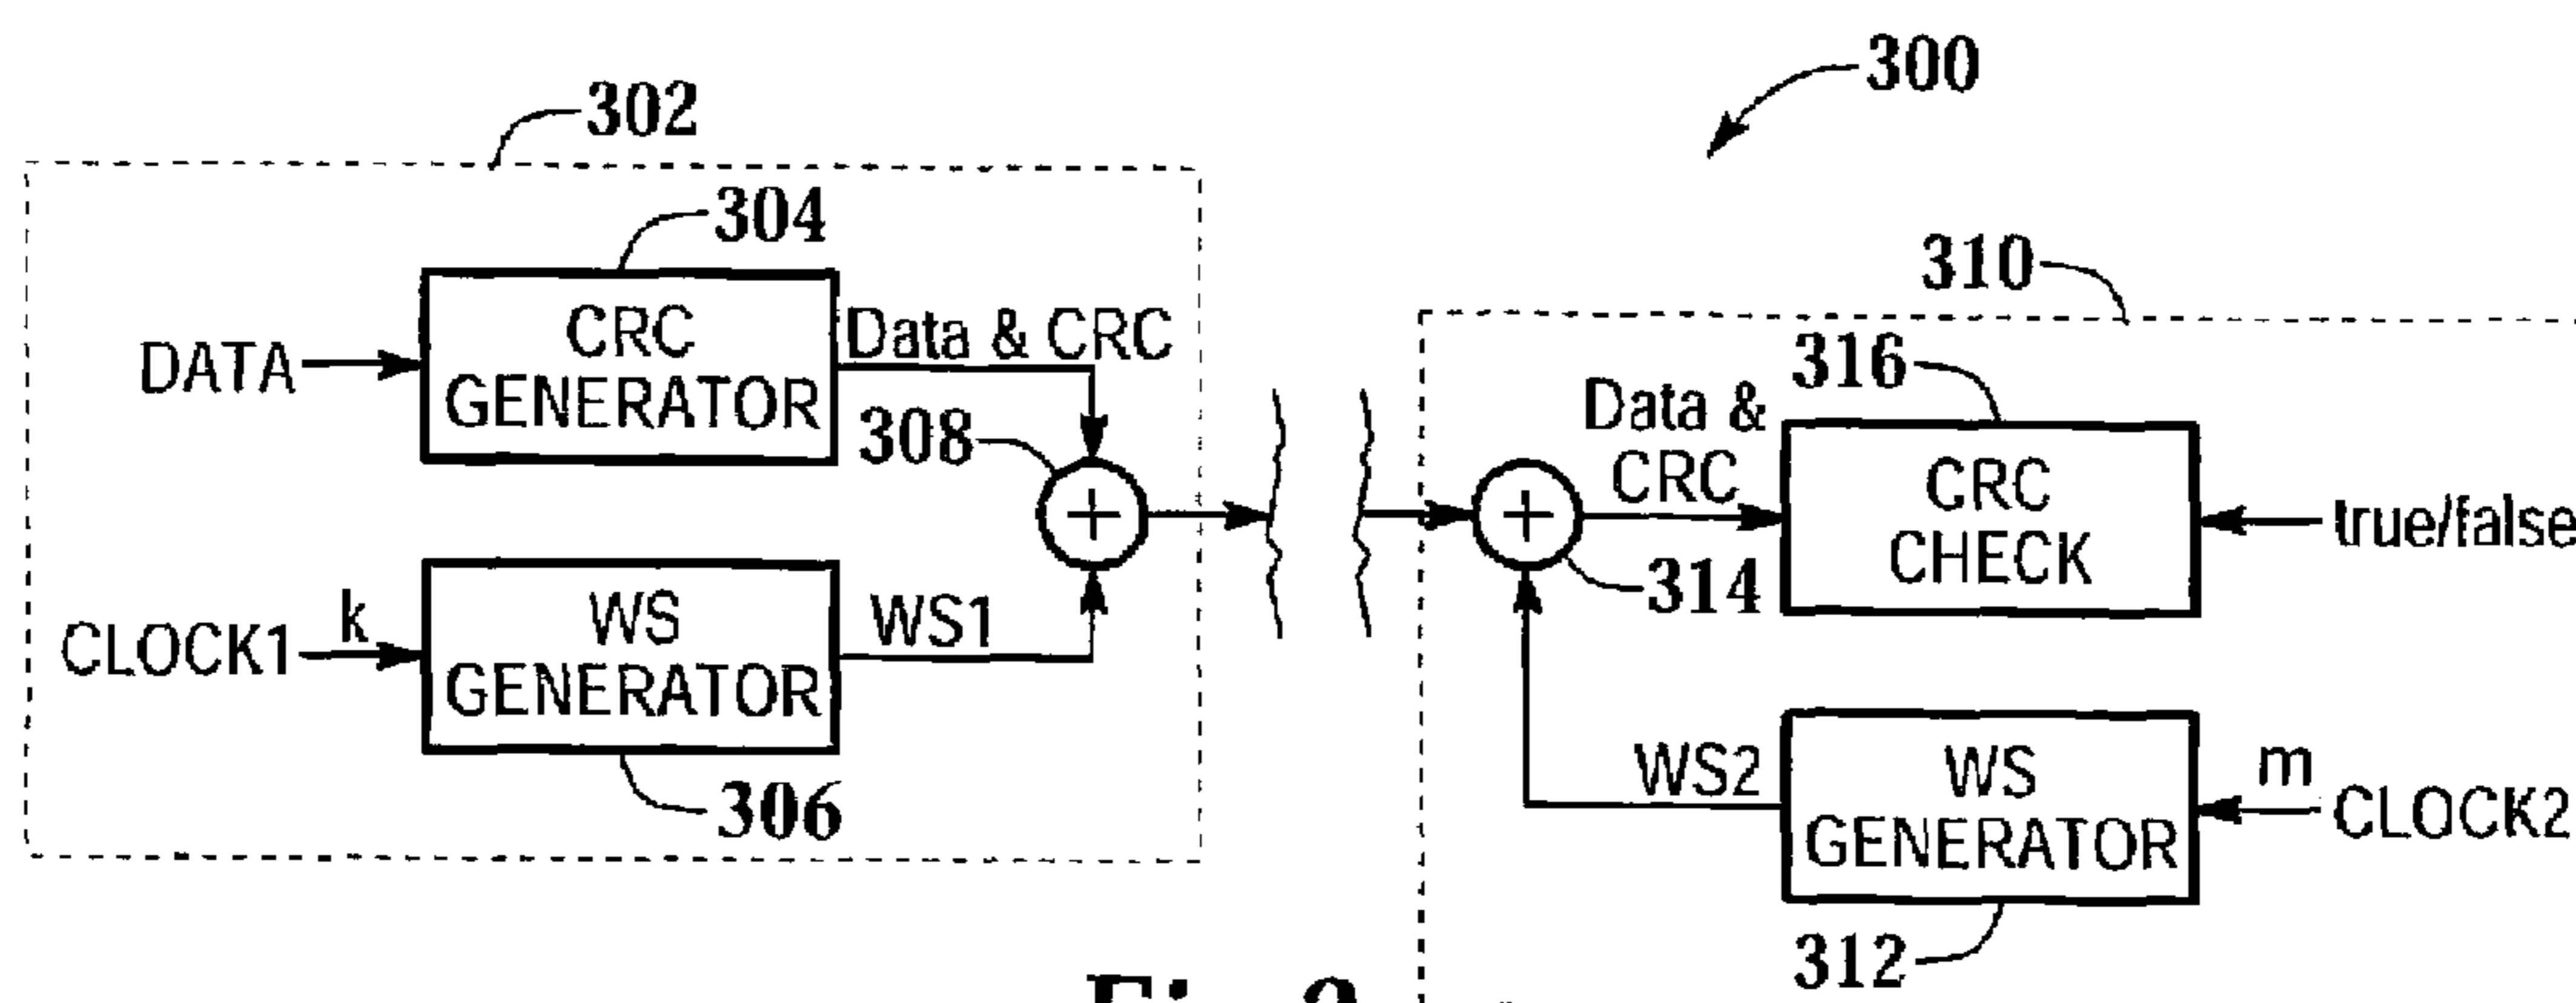 300
302
304
CRC
GENERATOR
DATA
Data & CRC
308
CLOCK1
k
WS
GENERATOR
WS1
306
310
316
Data &
CRC
CRC
CHECK
true/false
314
WS2
WS
GENERATOR
m
CLOCK2
312